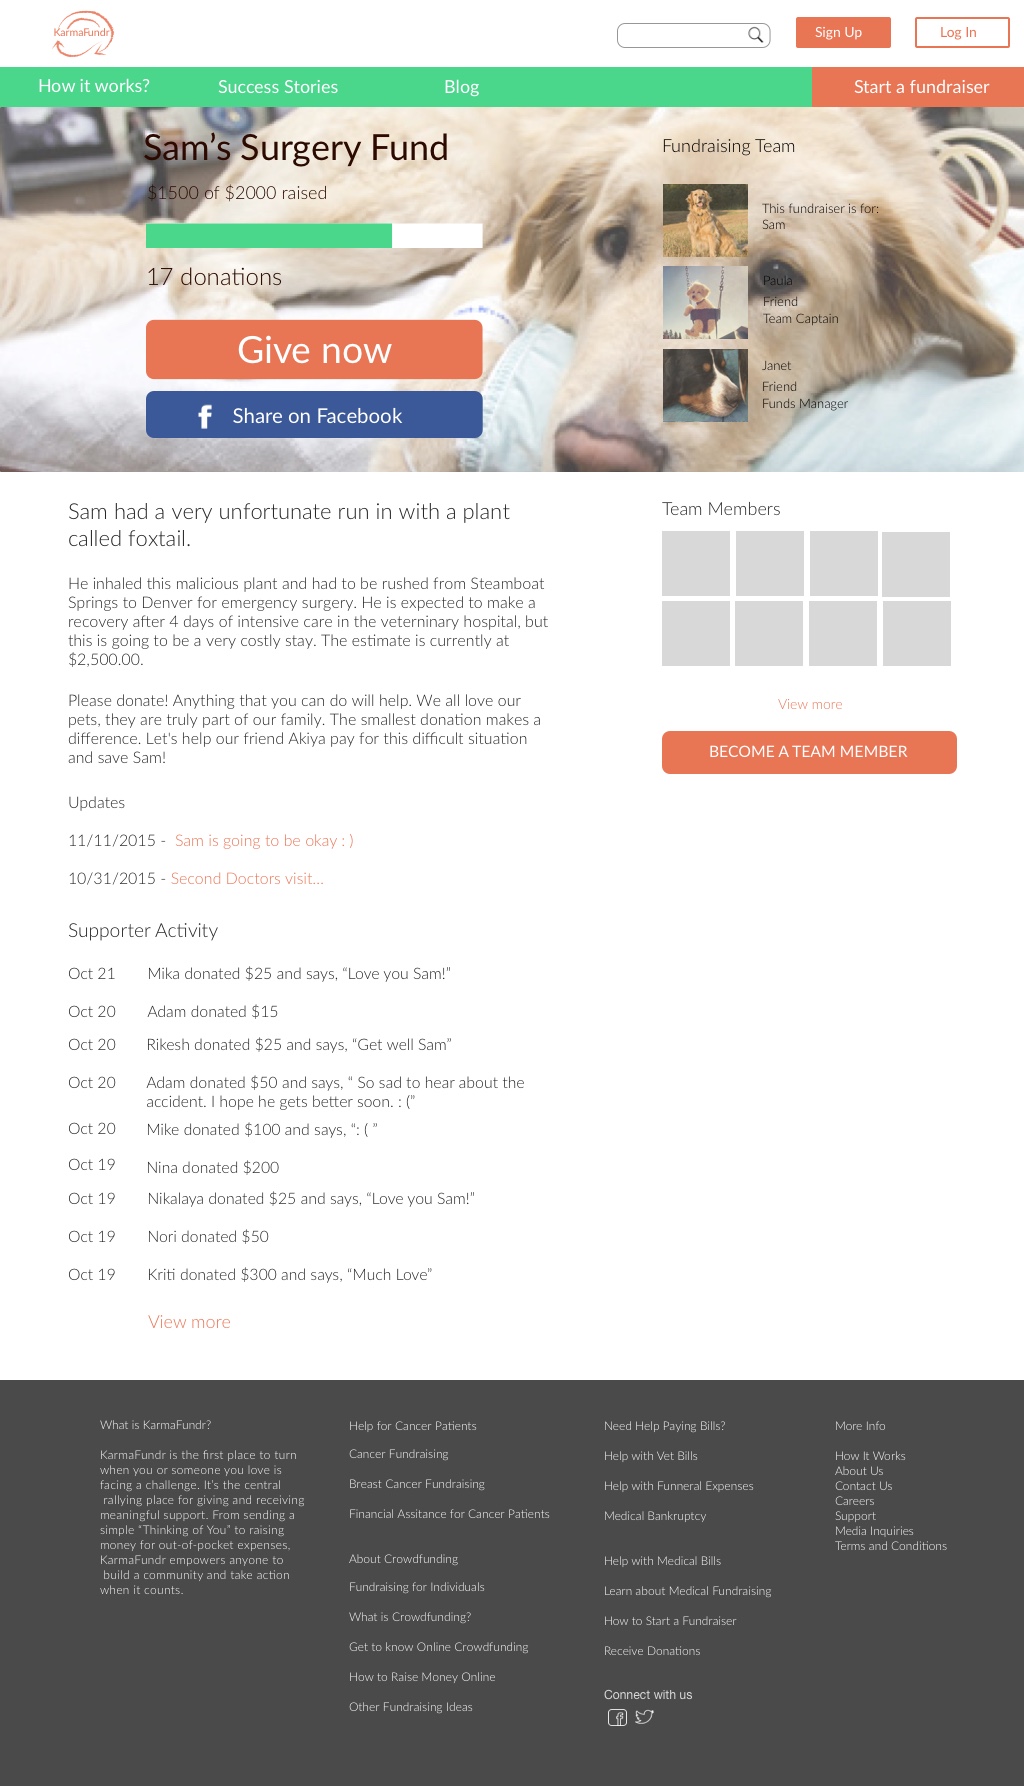 KarmaFundr
Sign Up
Log In
How it works?
Success Stories
Blog
Start a fundraiser
Sam's Surgery Fund
$1500 of $2000 raised
17 donations
Give now
f Share on Facebook
Fundraising Team
This fundraiser is for:
Sam
Paula
Friend
Team Captain
Janet
Friend
Funds Manager
Sam had a very unfortunate run in with a plant
called foxtail.
He inhaled this malicious plant and had to be rushed from Steamboat
Springs to Denver for emergency surgery. He is expected to make a
recovery after 4 days of intensive care in the veterninary hospital, but
this is going to be a very costly stay. The estimate is currently at
$2,500.00.
Please donate! Anything that you can do will help. We all love our
pets, they are truly part of our family. The smallest donation makes a
difference. Let's help our friend Akiya pay for this difficult situation
and save Sam!
Team Members
View more
BECOME A TEAM MEMBER
Updates
11/11/2015 - Sam is going to be okay : )
10/31/2015 - Second Doctors visit...
Supporter Activity
Oct 21 Mika donated $25 and says, “Love you Sam!”
Oct 20 Adam donated $15
Oct 20 Rikesh donated $25 and says, “Get well Sam”
Oct 20 Adam donated $50 and says, “ So sad to hear about the
accident. I hope he gets better soon. : (”
Oct 20 Mike donated $100 and says, “: ( ”
Oct 19 Nina donated $200
Oct 19 Nikalaya donated $25 and says, “Love you Sam!”
Oct 19 Nori donated $50
Oct 19 Kriti donated $300 and says, “Much Love”
View more
What is KarmaFundr?
KarmaFundr is the first place to turn
when you or someone you love is
facing a challenge. It's the central
rallying place for giving and receiving
meaningful support. From sending a
simple “Thinking of You” to raising
money for out-of-pocket expenses,
KarmaFundr empowers anyone to
build a community and take action
when it counts.
Help for Cancer Patients
Cancer Fundraising
Breast Cancer Fundraising
Financial Assitance for Cancer Patients
About Crowdfunding
Fundraising for Individuals
What is Crowdfunding?
Get to know Online Crowdfunding
How to Raise Money Online
Other Fundraising Ideas
Need Help Paying Bills?
Help with Vet Bills
Help with Funneral Expenses
Medical Bankruptcy
Help with Medical Bills
Learn about Medical Fundraising
How to Start a Fundraiser
Receive Donations
Connect with us
f
More Info
How It Works
About Us
Contact Us
Careers
Support
Media Inquiries
Terms and Conditions